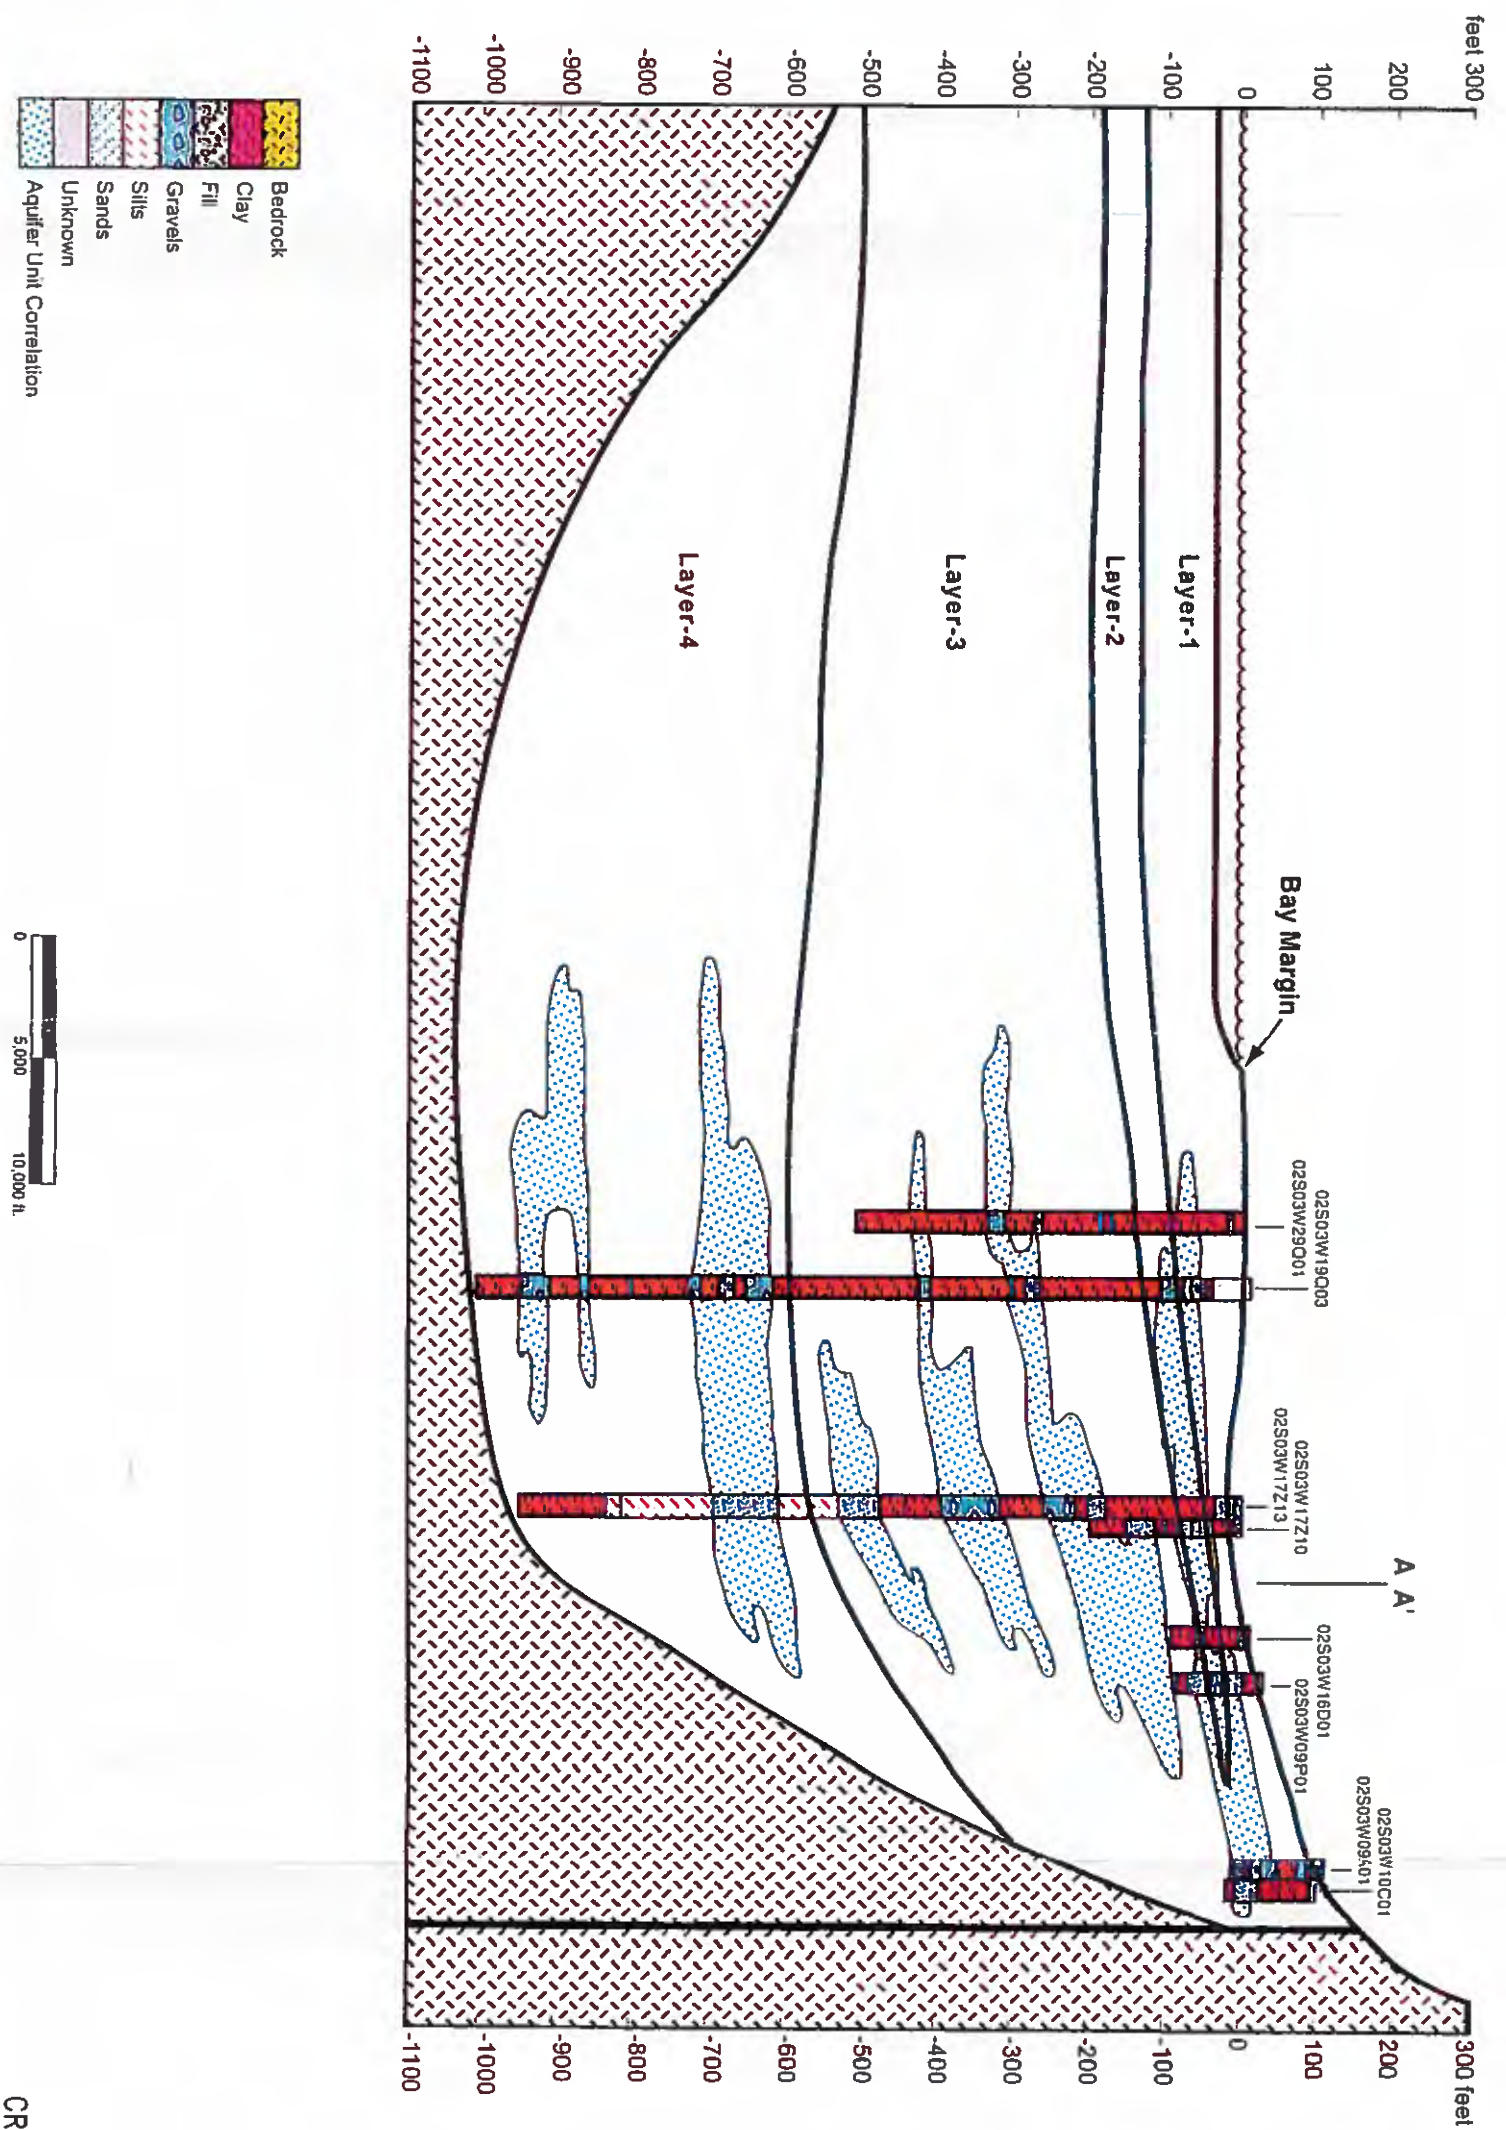 feet 300
200
100
0
-100
-200
-300
-400
-500
-600
-700
-800
-900
-1000
-1100
Layer-1
Layer-2
Layer-3
Layer-4
Bay Margin
02S03W19Q03
02S03W29Q01
02S03W17Z10
02S03W17Z13
A A'
02S03W16D01
02S03W09P01
02S03W10C01
02S03W09A01
300 feet
200
100
0
-100
-200
-300
-400
-500
-600
-700
-800
-900
-1000
-1100
Bedrock
Clay
Fill
Gravels
Silts
Sands
Unknown
Aquifer Unit Correlation
0
5,000
10,000 ft.
CR